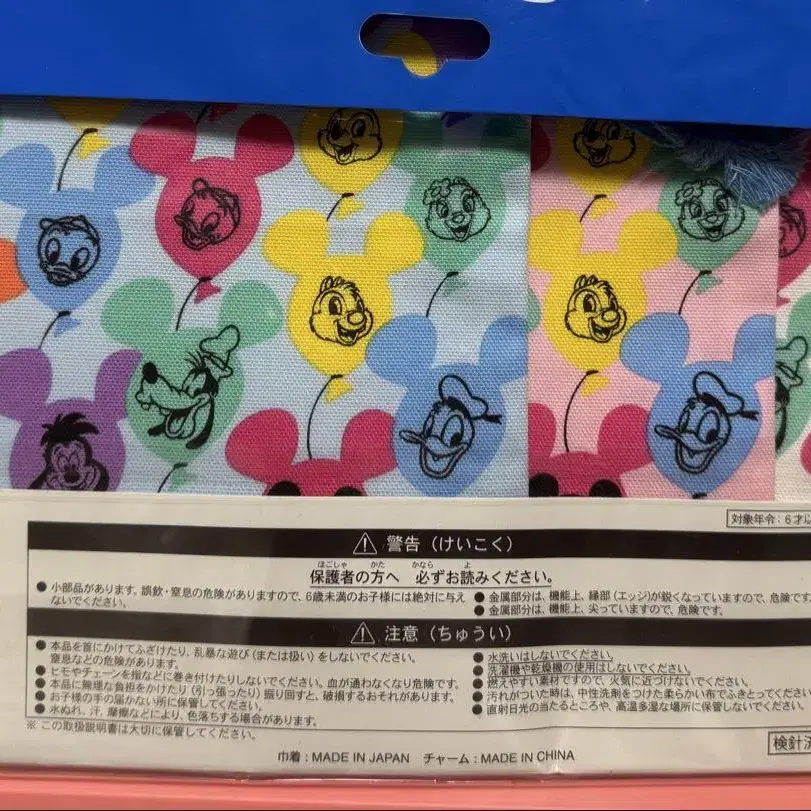 対象年令:6才以
警告(けいこく)
ほごしゃ かた かなら よ
保護者の方へ 必ずお読みください。
● 小部品があります。誤飲・窒息の危険がありますので、6歳未満のお子様には絶対に与え
ないでください。
● 金属部分は、機能上、縁部(エッジ)が鋭くなっていますので、危険です。
● 金属部分は、機能上、尖っていますので、危険です。
注意(ちゅうい)
● 本品を首にかけてふざけたり、乱暴な遊び(または扱い)をしないでください。
窒息などの危険があります。
● ヒモやチェーンを指などに巻き付けたりしないでください。血が通わなくなり危険です。
● 本品に無理な負担をかけたり(引っ張ったり)振り回すと、破損するおそれがあります。
● お子様の手の届かない所に保管してください。
● 水ぬれ、汗、摩擦などにより、色落ちする場合があります。
※ この取扱説明書は大切に保管してください。
● 水洗いはしないでください。
● 洗濯機や乾燥機の使用はしないでください。
● 燃えやすい素材ですので、火気に近づけないでください。
● 汚れがついた時は、中性洗剤をつけた柔らかい布でふきとってくださ
● 直射日光の当たるところや、高温多湿な場所に保管しないでください。
検針済
巾着:MADE IN JAPAN チャーム:MADE IN CHINA